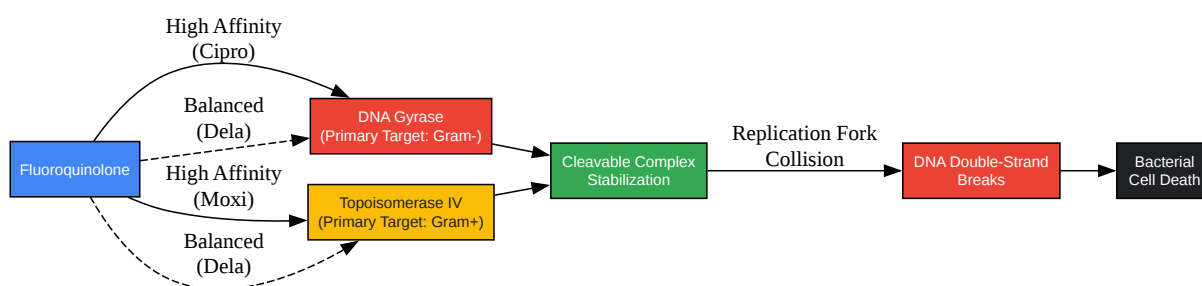 High Affinity
(Cipro)
Balanced
(Dela)
High Affinity
(Moxi)
Balanced
(Dela)
Fluoroquinolone
DNA Gyrase
(Primary Target: Gram-)
Topoisomerase IV
(Primary Target: Gram+)
Cleavable Complex
Stabilization
Replication Fork
Collision
DNA Double-Strand
Breaks
Bacterial
Cell Death